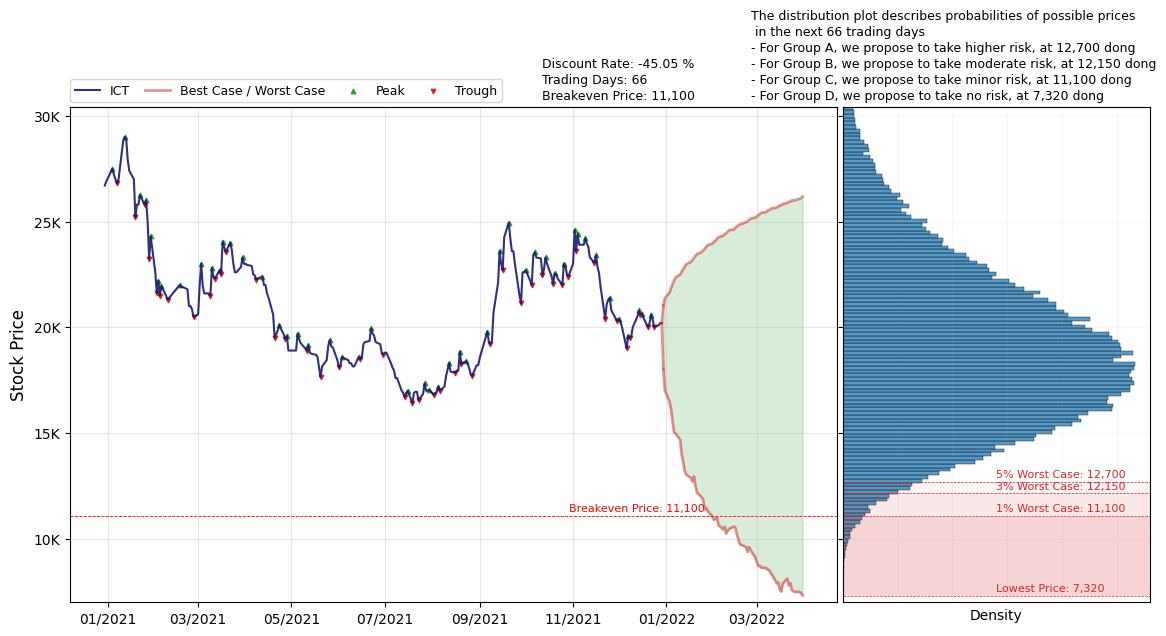 The distribution plot describes probabilities of possible prices
in the next 66 trading days
- For Group A, we propose to take higher risk, at 12,700 dong
- For Group B, we propose to take moderate risk, at 12,150 dong
- For Group C, we propose to take minor risk, at 11,100 dong
- For Group D, we propose to take no risk, at 7,320 dong
Discount Rate: -45.05 %
Trading Days: 66
Breakeven Price: 11,100
ICT
Best Case / Worst Case
Peak
Trough
Stock Price
30K
25K
20K
15K
10K
01/2021
03/2021
05/2021
07/2021
09/2021
11/2021
01/2022
03/2022
Breakeven Price: 11,100
5% Worst Case: 12,700
3% Worst Case: 12,150
1% Worst Case: 11,100
Lowest Price: 7,320
Density